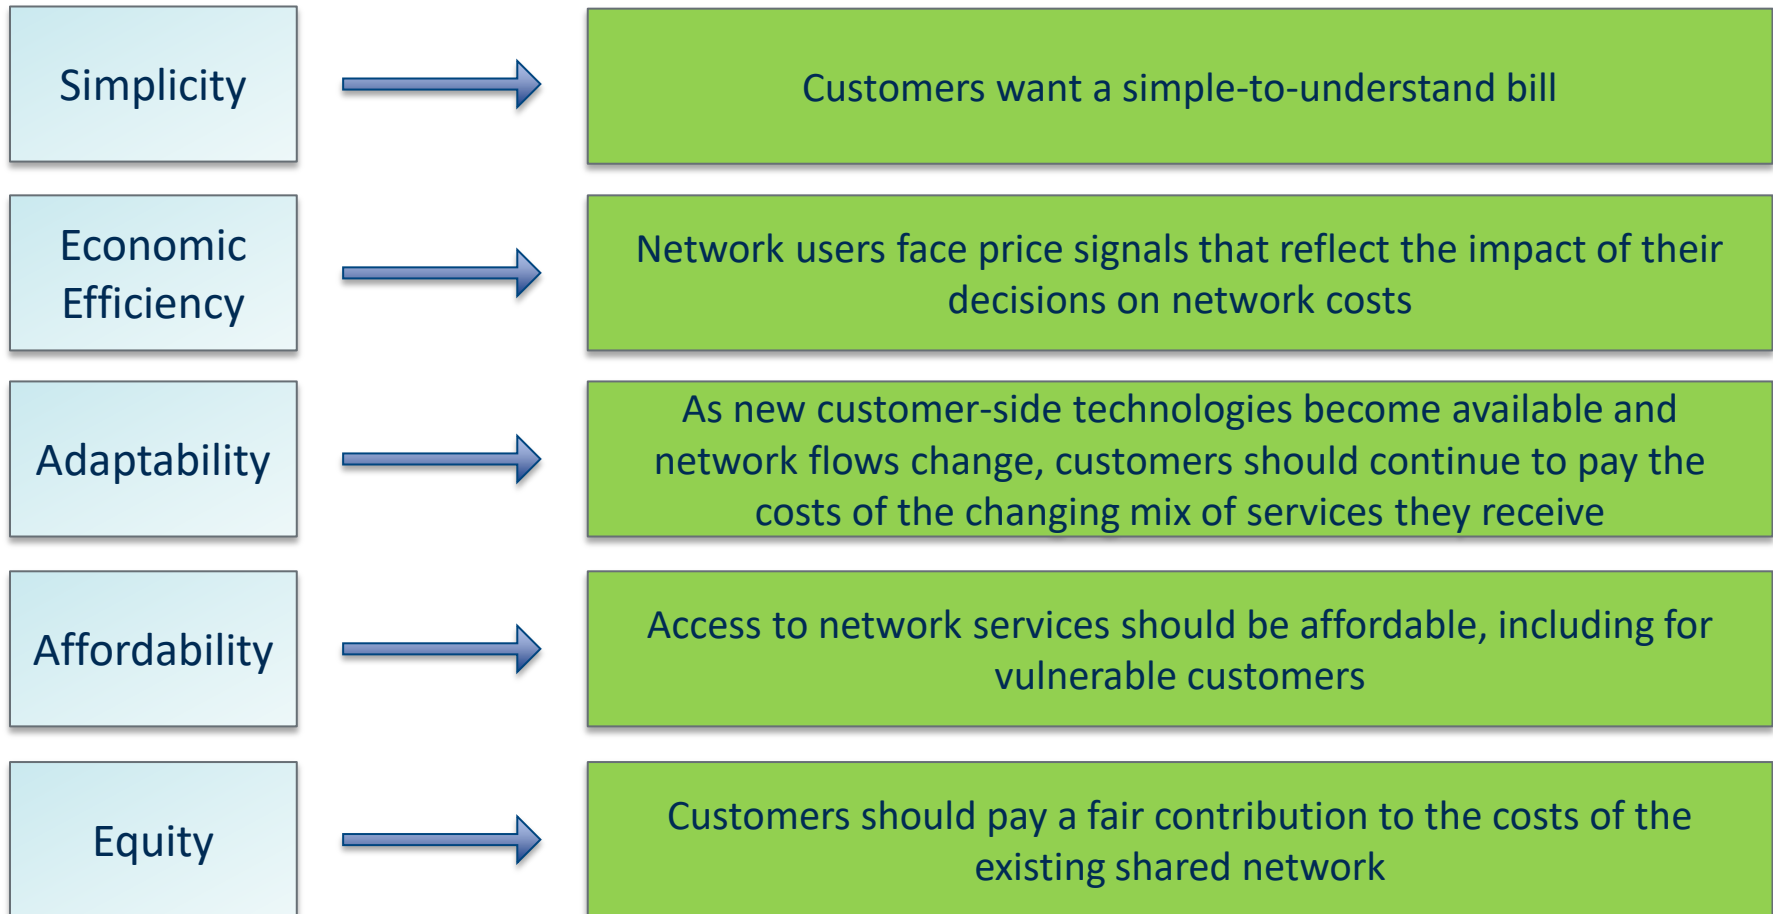 Simplicity
Customers want a simple-to-understand bill
Economic
Efficiency
Network users face price signals that reflect the impact of their
decisions on network costs
Adaptability
As new customer-side technologies become available and
network flows change, customers should continue to pay the
costs of the changing mix of services they receive
Affordability
Access to network services should be affordable, including for
vulnerable customers
Equity
Customers should pay a fair contribution to the costs of the
existing shared network